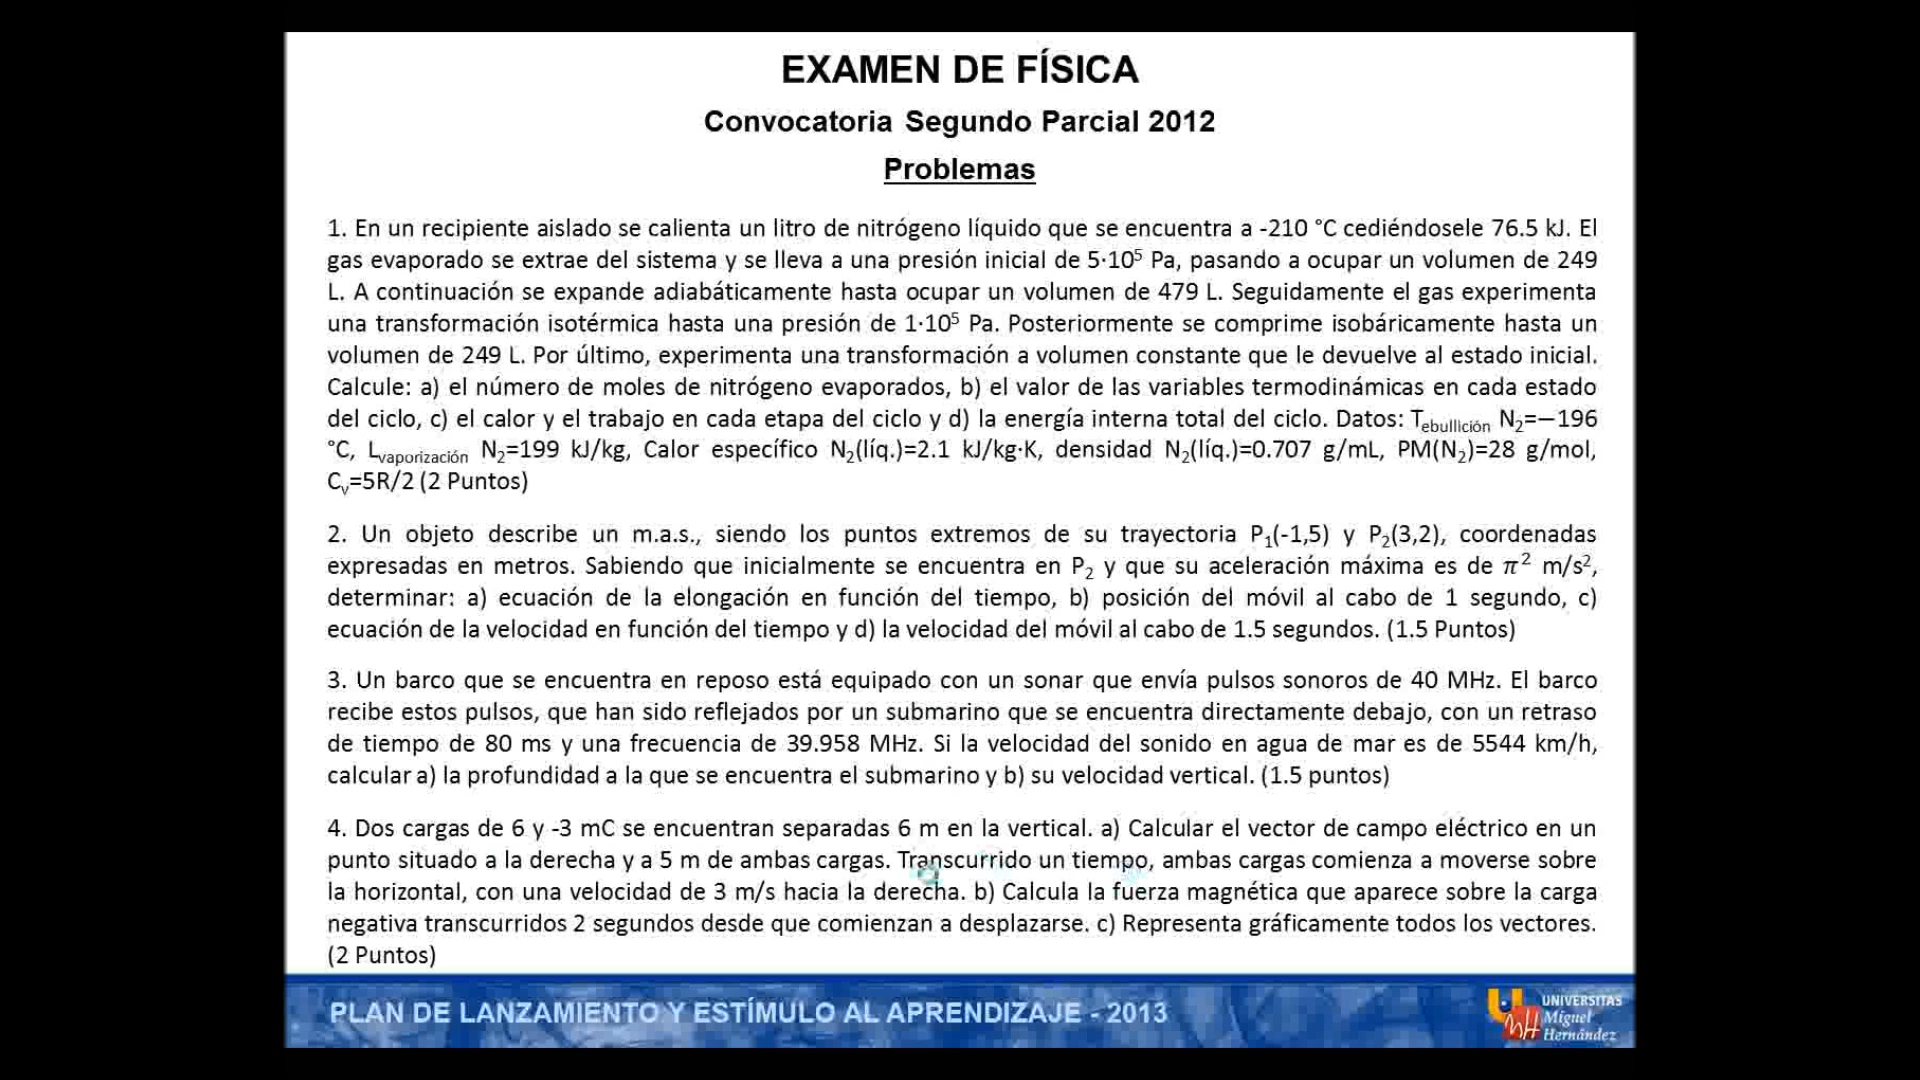 EXAMEN DE FÍSICA
Convocatoria Segundo Parcial 2012
Problemas
1. En un recipiente aislado se calienta un litro de nitrógeno líquido que se encuentra a -210 °C cediéndosele 76.5 kJ. El
gas evaporado se extrae del sistema y se lleva a una presión inicial de 5·10⁵ Pa, pasando a ocupar un volumen de 249
L. A continuación se expande adiabáticamente hasta ocupar un volumen de 479 L. Seguidamente el gas experimenta
una transformación isotérmica hasta una presión de 1·10⁵ Pa. Posteriormente se comprime isobáricamente hasta un
volumen de 249 L. Por último, experimenta una transformación a volumen constante que le devuelve al estado inicial.
Calcule: a) el número de moles de nitrógeno evaporados, b) el valor de las variables termodinámicas en cada estado
del ciclo, c) el calor y el trabajo en cada etapa del ciclo y d) la energía interna total del ciclo. Datos: Tebullición N₂=−196
°C, Lvaporización N₂=199 kJ/kg, Calor específico N₂(líq.)=2.1 kJ/kg·K, densidad N₂(líq.)=0.707 g/mL, PM(N₂)=28 g/mol,
Cᵥ=5R/2 (2 Puntos)
2. Un objeto describe un m.a.s., siendo los puntos extremos de su trayectoria P₁(-1,5) y P₂(3,2), coordenadas
expresadas en metros. Sabiendo que inicialmente se encuentra en P₂ y que su aceleración máxima es de π² m/s²,
determinar: a) ecuación de la elongación en función del tiempo, b) posición del móvil al cabo de 1 segundo, c)
ecuación de la velocidad en función del tiempo y d) la velocidad del móvil al cabo de 1.5 segundos. (1.5 Puntos)
3. Un barco que se encuentra en reposo está equipado con un sonar que envía pulsos sonoros de 40 MHz. El barco
recibe estos pulsos, que han sido reflejados por un submarino que se encuentra directamente debajo, con un retraso
de tiempo de 80 ms y una frecuencia de 39.958 MHz. Si la velocidad del sonido en agua de mar es de 5544 km/h,
calcular a) la profundidad a la que se encuentra el submarino y b) su velocidad vertical. (1.5 puntos)
4. Dos cargas de 6 y -3 mC se encuentran separadas 6 m en la vertical. a) Calcular el vector de campo eléctrico en un
punto situado a la derecha y a 5 m de ambas cargas. Transcurrido un tiempo, ambas cargas comienza a moverse sobre
la horizontal, con una velocidad de 3 m/s hacia la derecha. b) Calcula la fuerza magnética que aparece sobre la carga
negativa transcurridos 2 segundos desde que comienzan a desplazarse. c) Representa gráficamente todos los vectores.
(2 Puntos)
PLAN DE LANZAMIENTO Y ESTÍMULO AL APRENDIZAJE - 2013
UNIVERSITAS
Miguel
Hernández